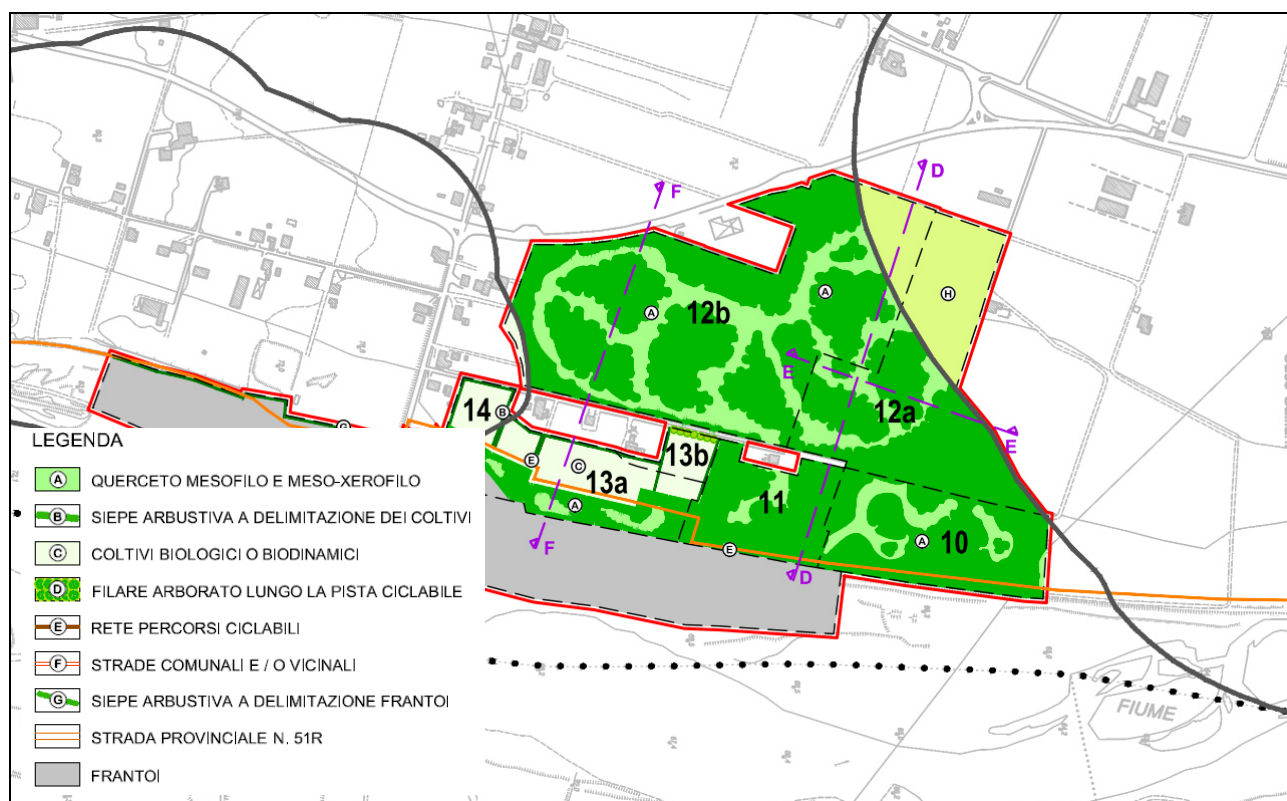 D
F
H
A
A
12b
E
12a
E
14
B
G
13b
E
C
13a
11
A
10
A
E
F
D
FIUME
LEGENDA
A QUERCETO MESOFILO E MESO-XEROFILO
B SIEPE ARBUSTIVA A DELIMITAZIONE DEI COLTIVI
C COLTIVI BIOLOGICI O BIODINAMICI
D FILARE ARBORATO LUNGO LA PISTA CICLABILE
E RETE PERCORSI CICLABILI
F STRADE COMUNALI E / O VICINALI
G SIEPE ARBUSTIVA A DELIMITAZIONE FRANTOI
STRADA PROVINCIALE N. 51R
FRANTOI